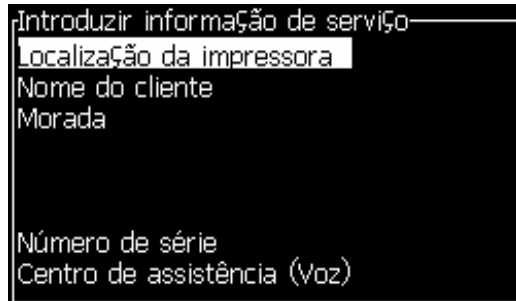 Introduzir informação de serviço
Localização da impressora
Nome do cliente
Morada
Número de série
Centro de assistência (Voz)